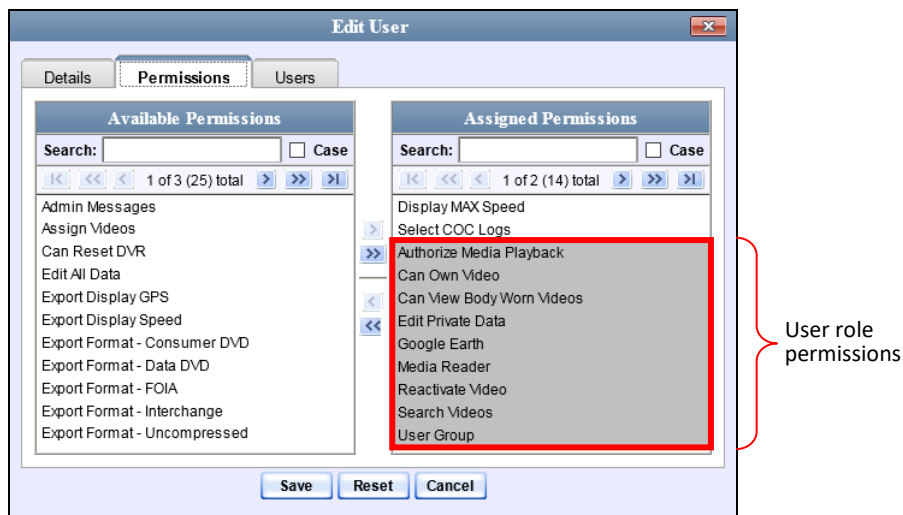 Edit User
Details Permissions Users
Available Permissions
Search: Case
1 of 3 (25) total
Admin Messages
Assign Videos
Can Reset DVR
Edit All Data
Export Display GPS
Export Display Speed
Export Format - Consumer DVD
Export Format - Data DVD
Export Format - FOIA
Export Format - Interchange
Export Format - Uncompressed
Assigned Permissions
Search: Case
1 of 2 (14) total
Display MAX Speed
Select COC Logs
Authorize Media Playback
Can Own Video
Can View Body Worn Videos
Edit Private Data
Google Earth
Media Reader
Reactivate Video
Search Videos
User Group
User role
permissions
Save Reset Cancel